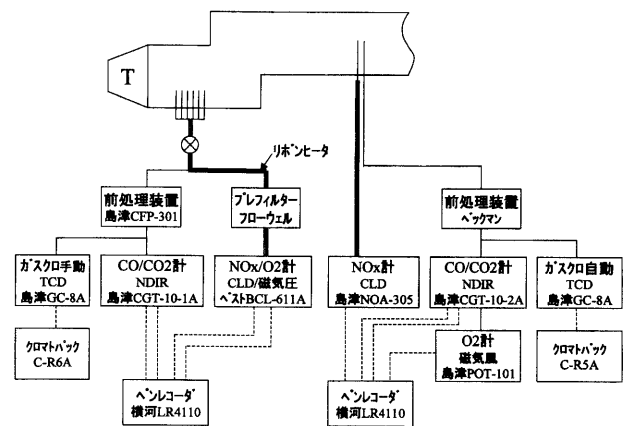 T
リボンヒータ
前処理装置
島津CFP-301
プレフィルター
フローウェル
前処理装置
ベックマン
ガスクロ手動
TCD
島津GC-8A
CO/CO2計
NDIR
島津CGT-10-1A
NOx/O2計
CLD/磁気圧
ベストBCL-611A
NOx計
CLD
島津NOA-305
CO/CO2計
NDIR
島津CGT-10-2A
ガスクロ自動
TCD
島津GC-8A
クロマトパック
C-R6A
O2計
磁気風
島津POT-101
クロマトパック
C-R5A
ペンレコーダ
横河LR4110
ペンレコーダ
横河LR4110